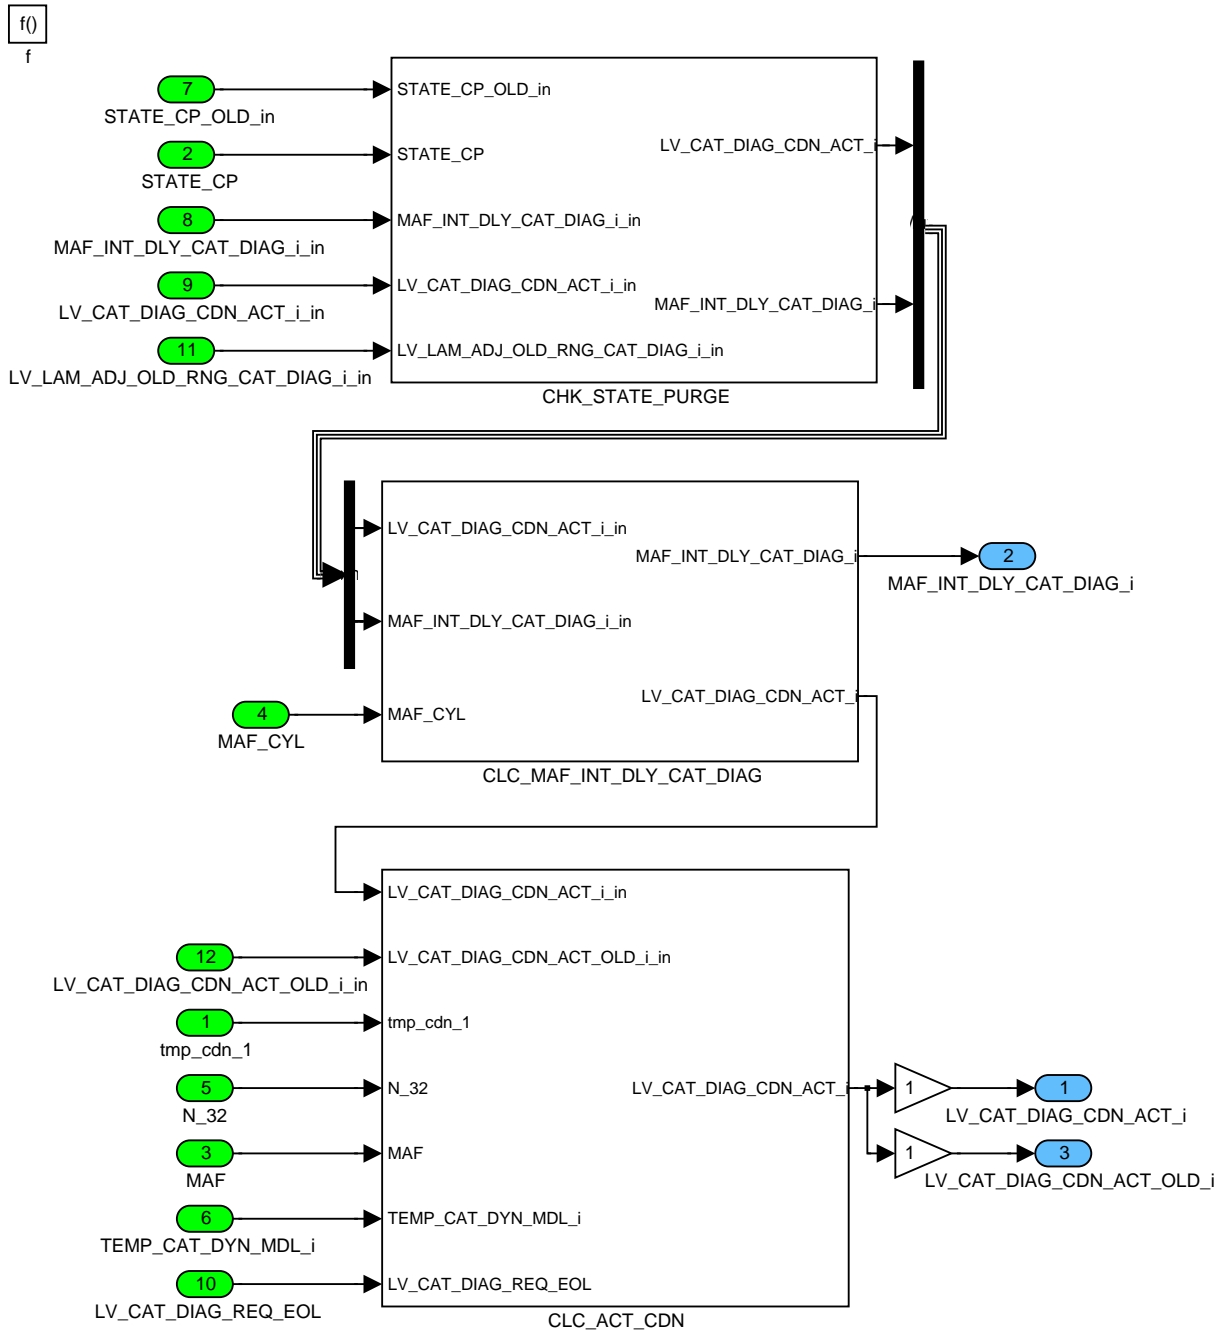 f()
f
7
STATE_CP_OLD_in
STATE_CP_OLD_in
2
STATE_CP
STATE_CP
8
MAF_INT_DLY_CAT_DIAG_i_in
MAF_INT_DLY_CAT_DIAG_i_in
9
LV_CAT_DIAG_CDN_ACT_i_in
LV_CAT_DIAG_CDN_ACT_i_in
11
LV_LAM_ADJ_OLD_RNG_CAT_DIAG_i_in
LV_LAM_ADJ_OLD_RNG_CAT_DIAG_i_in
LV_CAT_DIAG_CDN_ACT_i
MAF_INT_DLY_CAT_DIAG_i
CHK_STATE_PURGE
LV_CAT_DIAG_CDN_ACT_i_in
MAF_INT_DLY_CAT_DIAG_i_in
4
MAF_CYL
MAF_CYL
MAF_INT_DLY_CAT_DIAG_i
LV_CAT_DIAG_CDN_ACT_i
2
MAF_INT_DLY_CAT_DIAG_i
CLC_MAF_INT_DLY_CAT_DIAG
LV_CAT_DIAG_CDN_ACT_i_in
12
LV_CAT_DIAG_CDN_ACT_OLD_i_in
LV_CAT_DIAG_CDN_ACT_OLD_i_in
1
tmp_cdn_1
tmp_cdn_1
5
N_32
N_32
3
MAF
MAF
6
TEMP_CAT_DYN_MDL_i
TEMP_CAT_DYN_MDL_i
10
LV_CAT_DIAG_REQ_EOL
LV_CAT_DIAG_REQ_EOL
LV_CAT_DIAG_CDN_ACT_i
1
1
LV_CAT_DIAG_CDN_ACT_i
1
3
LV_CAT_DIAG_CDN_ACT_OLD_i
CLC_ACT_CDN